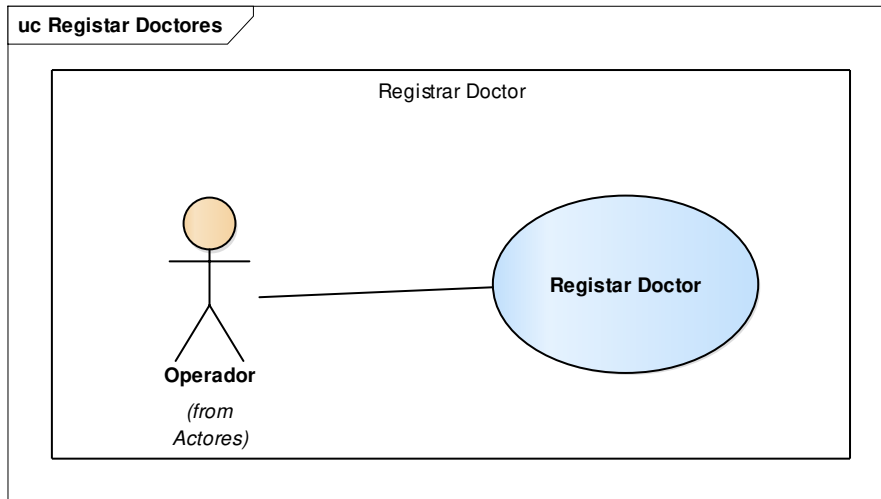 uc Registar Doctores
Registrar Doctor
Registar Doctor
Operador
(from
Actores)